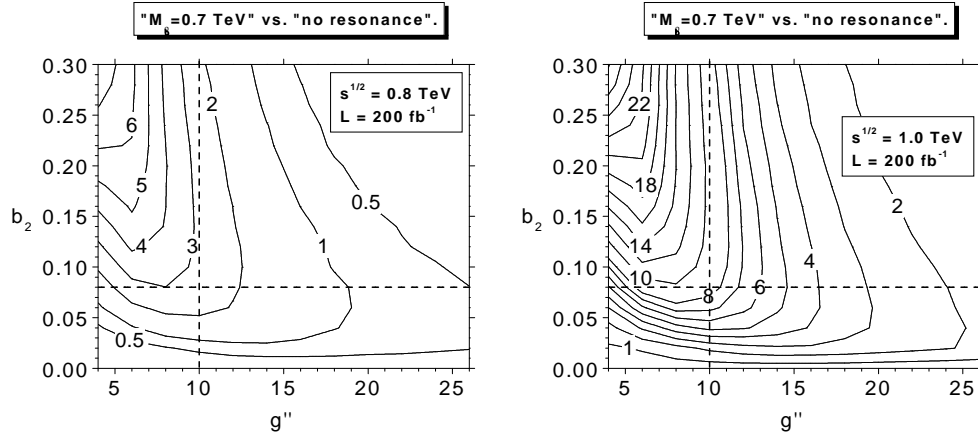 "M =0.7 TeV" vs. "no resonance".
0.30
0.25
0.20
0.15
0.10
0.05
0.00
b2
5 10 15 20 25
g''
s1/2 = 0.8 TeV
L = 200 fb-1
6
5
4
3
2
1
0.5
0.5
"M =0.7 TeV" vs. "no resonance".
0.30
0.25
0.20
0.15
0.10
0.05
0.00
b2
5 10 15 20 25
g''
s1/2 = 1.0 TeV
L = 200 fb-1
22
18
14
10
8
6
4
2
1